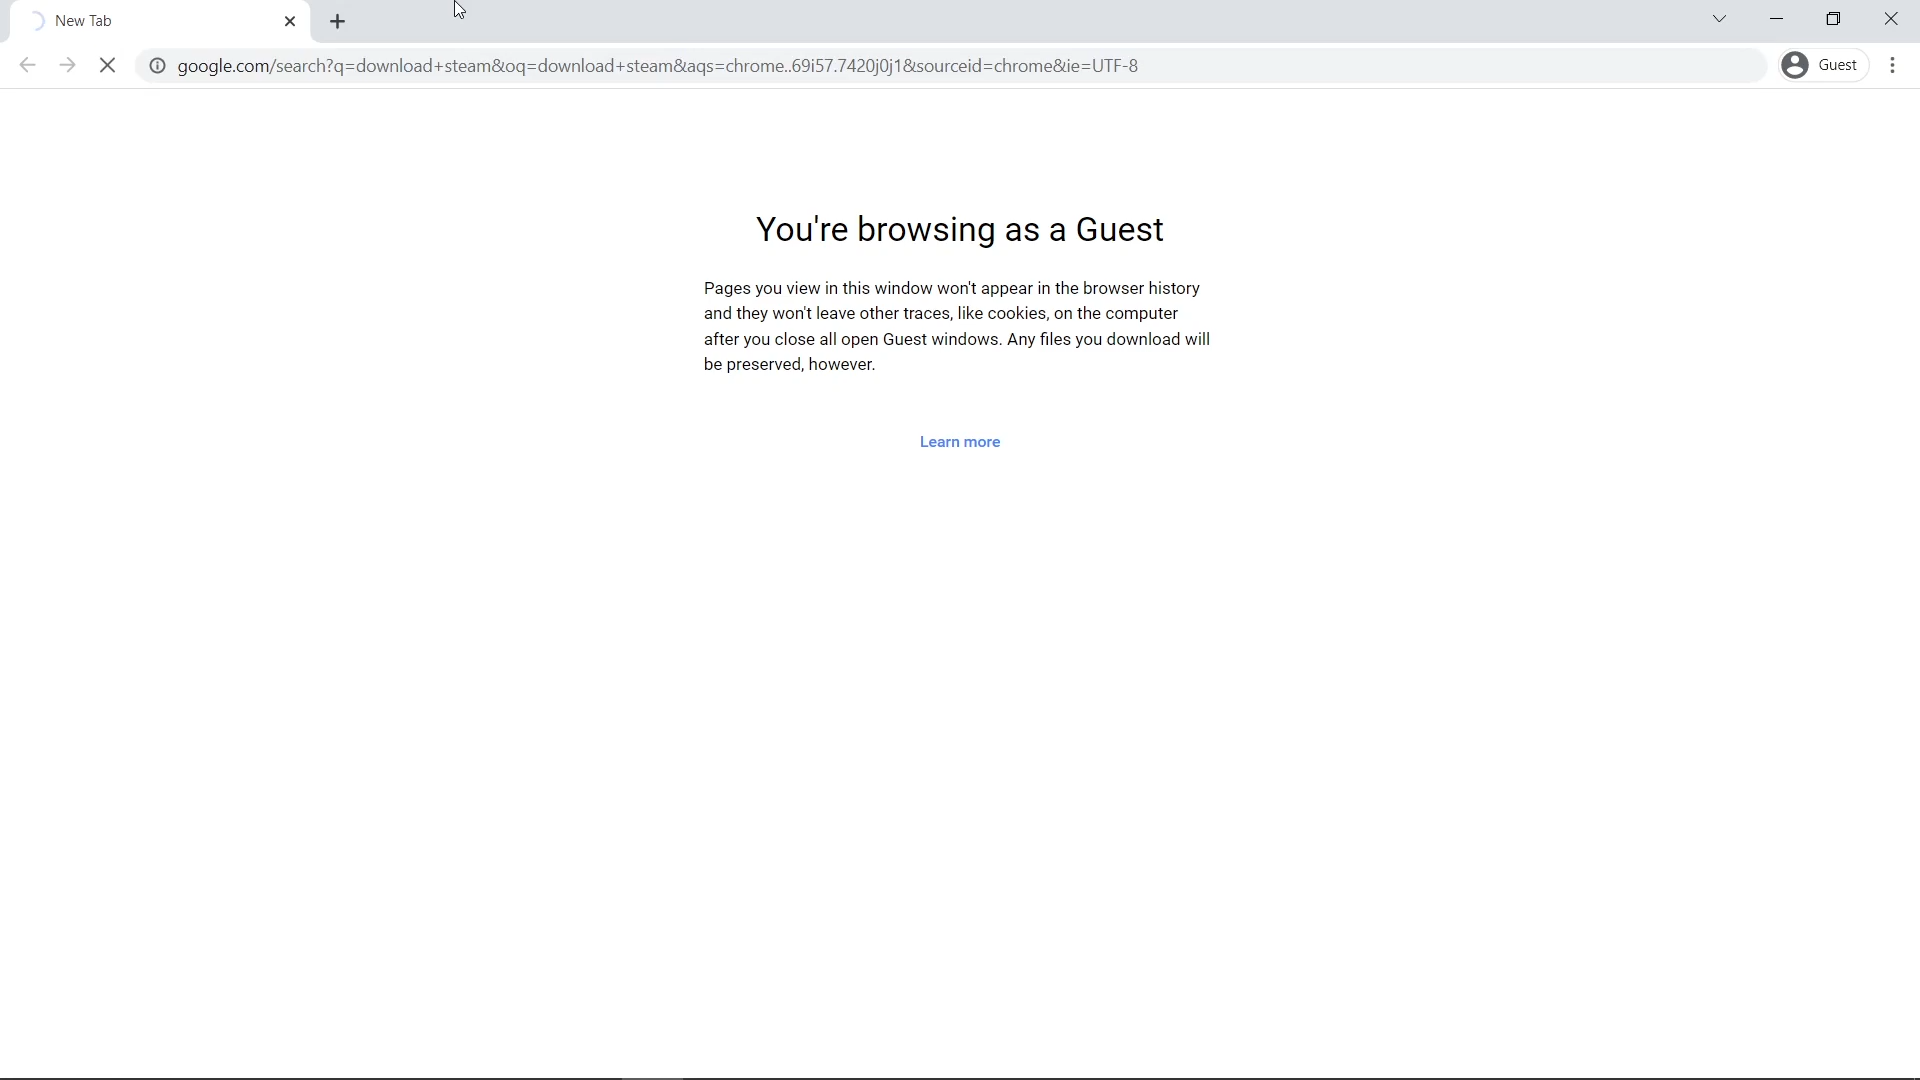 New Tab
google.com/search?q=download+steam&oq=download+steam&aqs=chrome..69i57.7420j0j1&sourceid=chrome&ie=UTF-8
Guest
You're browsing as a Guest
Pages you view in this window won't appear in the browser history
and they won't leave other traces, like cookies, on the computer
after you close all open Guest windows. Any files you download will
be preserved, however.
Learn more